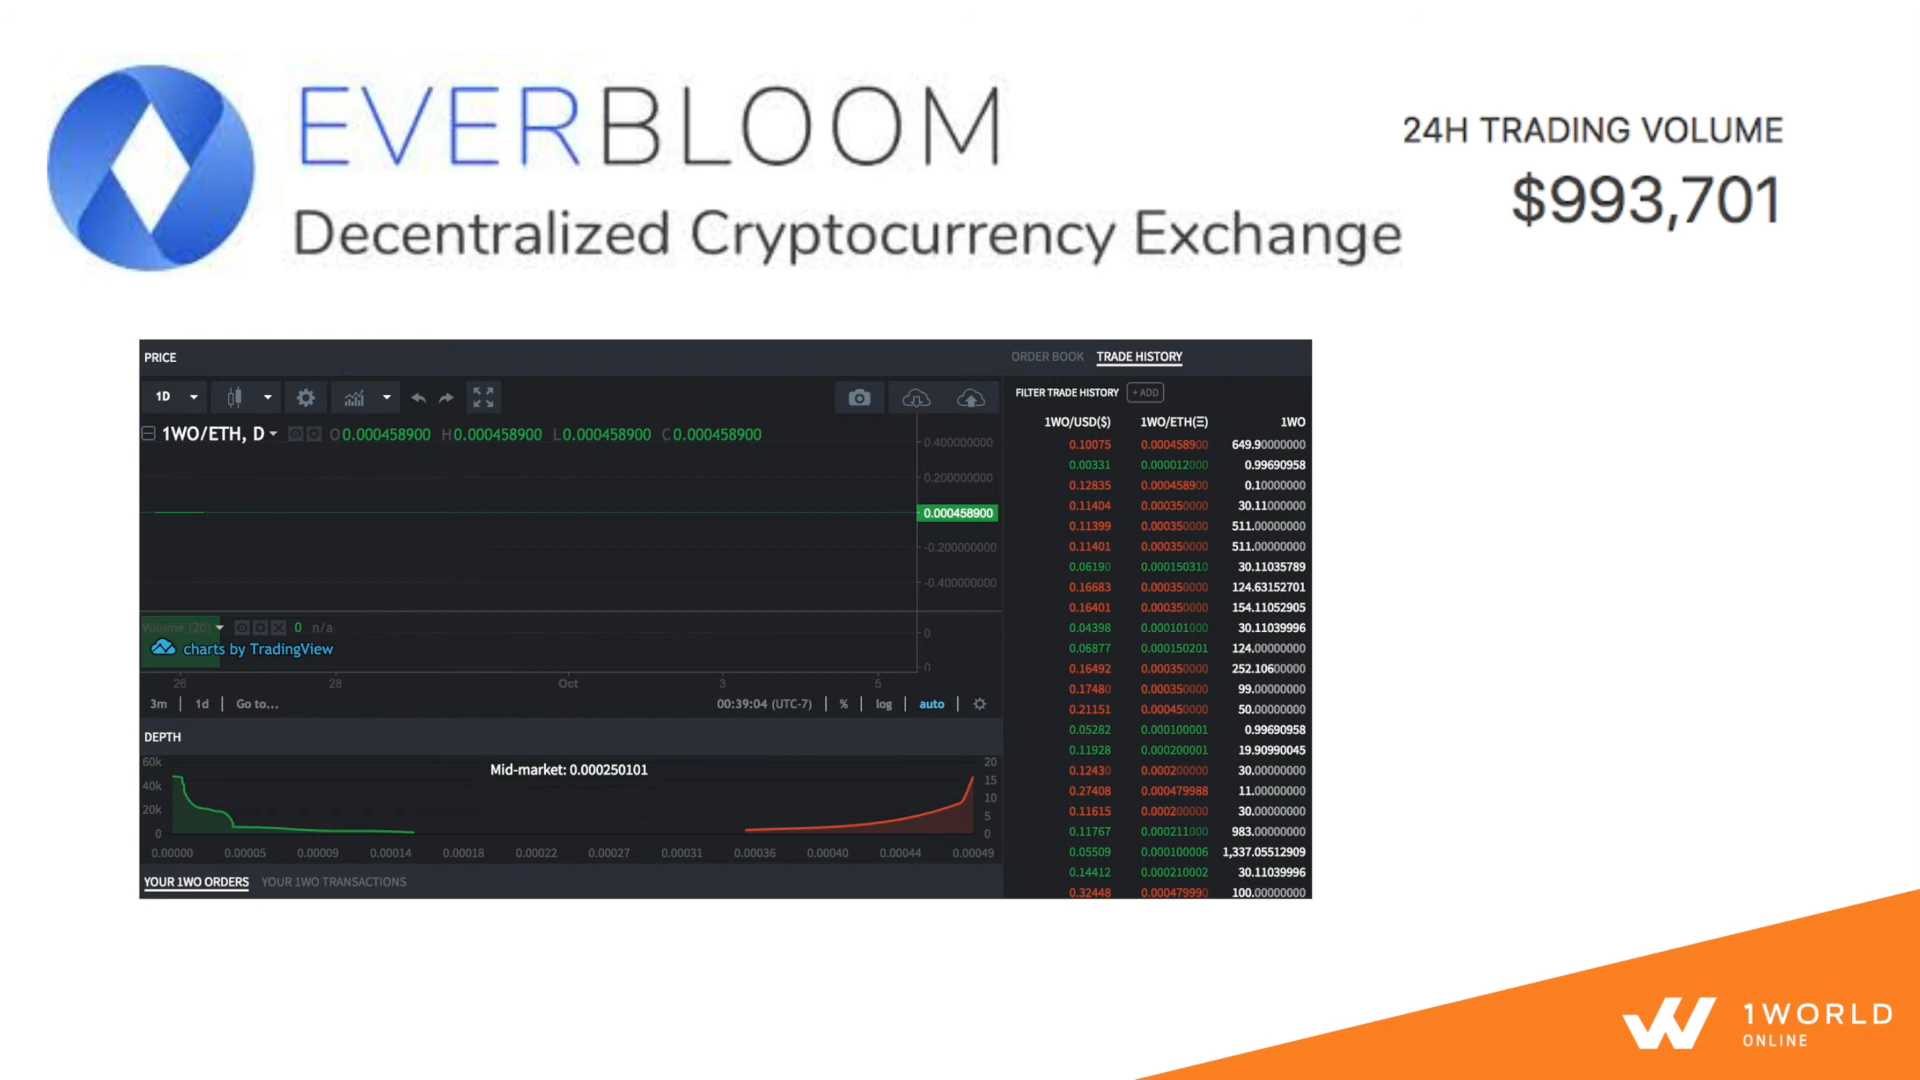 EVERBLOOM
Decentralized Cryptocurrency Exchange
24H TRADING VOLUME
$993,701
PRICE
1D
1WO/ETH, D O0.000458900 H0.000458900 L0.000458900 C0.000458900
0.400000000
0.200000000
0.000458900
-0.200000000
-0.400000000
Volume (20) 0 n/a
0
charts by TradingView
0
26 28 Oct 3 5
3m 1d Go to... 00:39:04 (UTC-7) % log auto
DEPTH
Mid-market: 0.000250101
60k 20
40k 15
10
20k 5
0 0
0.00000 0.00005 0.00009 0.00014 0.00018 0.00022 0.00027 0.00031 0.00036 0.00040 0.00044 0.00049
YOUR 1WO ORDERS YOUR 1WO TRANSACTIONS
ORDER BOOK TRADE HISTORY
FILTER TRADE HISTORY + ADD
1WO/USD($) 1WO/ETH(Ξ) 1WO
0.10075 0.000458900 649.90000000
0.00331 0.000012000 0.99690958
0.12835 0.000458900 0.10000000
0.11404 0.000350000 30.11000000
0.11399 0.000350000 511.00000000
0.11401 0.000350000 511.00000000
0.06190 0.000150310 30.11035789
0.16683 0.000350000 124.63152701
0.16401 0.000350000 154.11052905
0.04398 0.000101000 30.11039996
0.06877 0.000150201 124.00000000
0.16492 0.000350000 252.10600000
0.17480 0.000350000 99.00000000
0.21151 0.000450000 50.00000000
0.05282 0.000100001 0.99690958
0.11928 0.000200001 19.90990045
0.12430 0.000200000 30.00000000
0.27408 0.000479988 11.00000000
0.11615 0.000200000 30.00000000
0.11767 0.000211000 983.00000000
0.05509 0.000100006 1,337.05512909
0.14412 0.000210002 30.11039996
0.32448 0.000479990 100.00000000
1WORLD
ONLINE